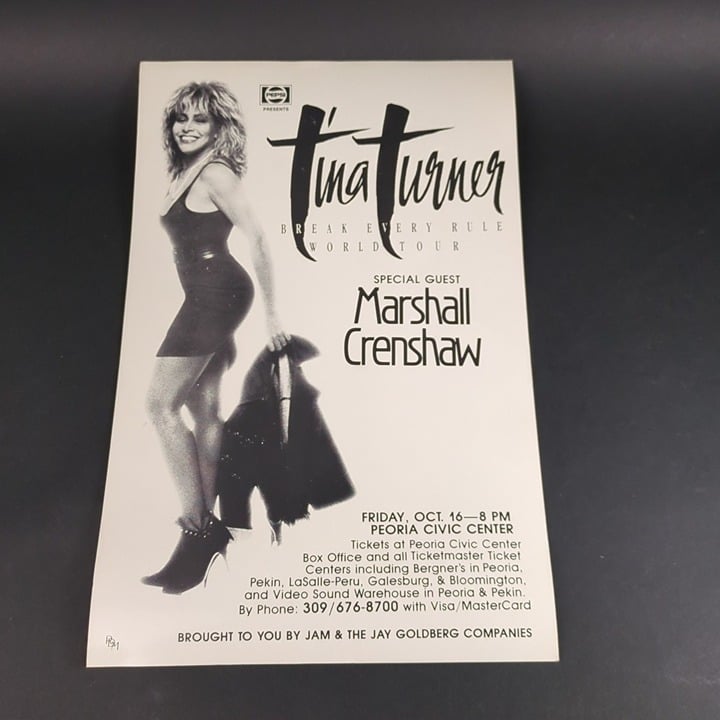 PEPSI
PRESENTS
Tina Turner
BREAK EVERY RULE
WORLD TOUR
SPECIAL GUEST
Marshall
Crenshaw
FRIDAY, OCT. 16—8 PM
PEORIA CIVIC CENTER
Tickets at Peoria Civic Center
Box Office and all Ticketmaster Ticket
Centers including Bergner's in Peoria,
Pekin, LaSalle-Peru, Galesburg, & Bloomington,
and Video Sound Warehouse in Peoria & Pekin.
By Phone: 309/676-8700 with Visa/MasterCard
BROUGHT TO YOU BY JAM & THE JAY GOLDBERG COMPANIES